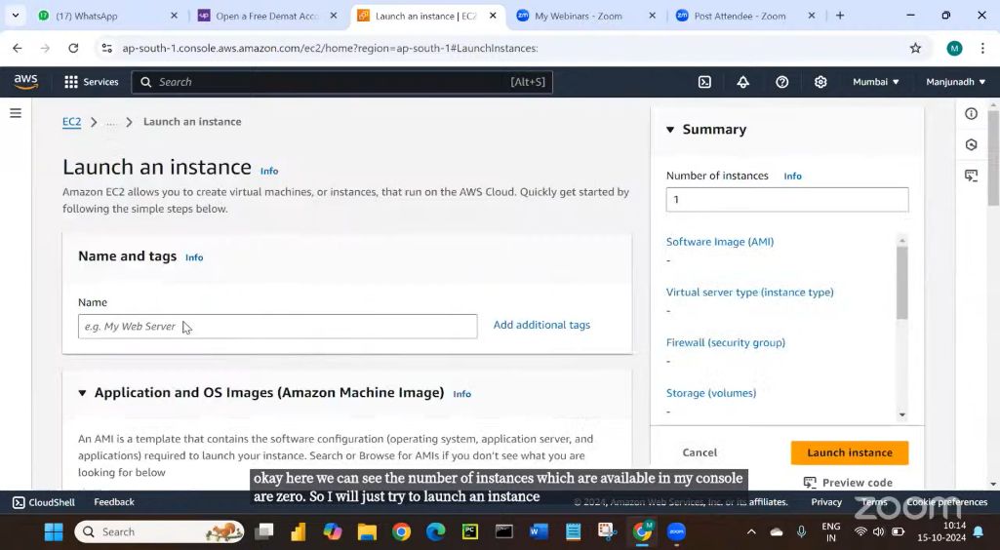 (17) WhatsApp
Open a Free Demat Acco
Launch an instance | EC2
My Webinars - Zoom
Post Attendee - Zoom
ap-south-1.console.aws.amazon.com/ec2/home?region=ap-south-1#LaunchInstances:
M
aws
Services
Search
[Alt+S]
Mumbai
Manjunadh
EC2
...
Launch an instance
Launch an instance Info
Amazon EC2 allows you to create virtual machines, or instances, that run on the AWS Cloud. Quickly get started by
following the simple steps below.
Name and tags Info
Name
e.g. My Web Server
Add additional tags
Application and OS Images (Amazon Machine Image) Info
An AMI is a template that contains the software configuration (operating system, application server, and
applications) required to launch your instance. Search or Browse for AMIs if you don't see what you are
looking for below
Summary
Number of instances Info
1
Software Image (AMI)
-
Virtual server type (instance type)
-
Firewall (security group)
-
Storage (volumes)
-
Cancel
Launch instance
Preview code
okay here we can see the number of instances which are available in my console
are zero. So I will just try to launch an instance
CloudShell
Feedback
© 2024, Amazon Web Services, Inc. or its affiliates.
Privacy
Terms
Cookie preferences
zoom
Search
ENG
IN
10:14
15-10-2024